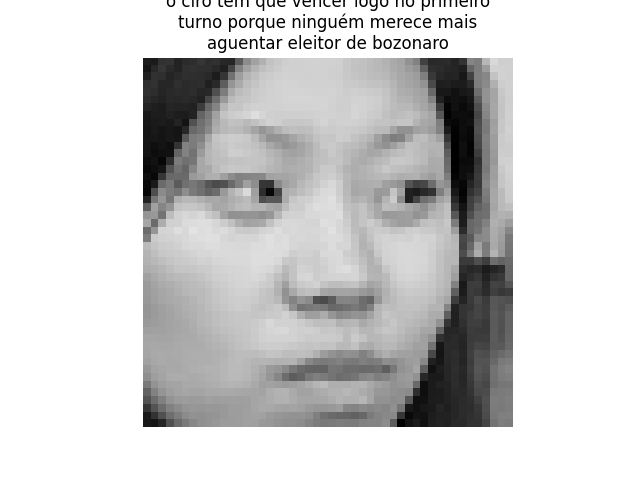 o ciro tem que vencer logo no primeiro
turno porque ninguém merece mais
aguentar eleitor de bozonaro